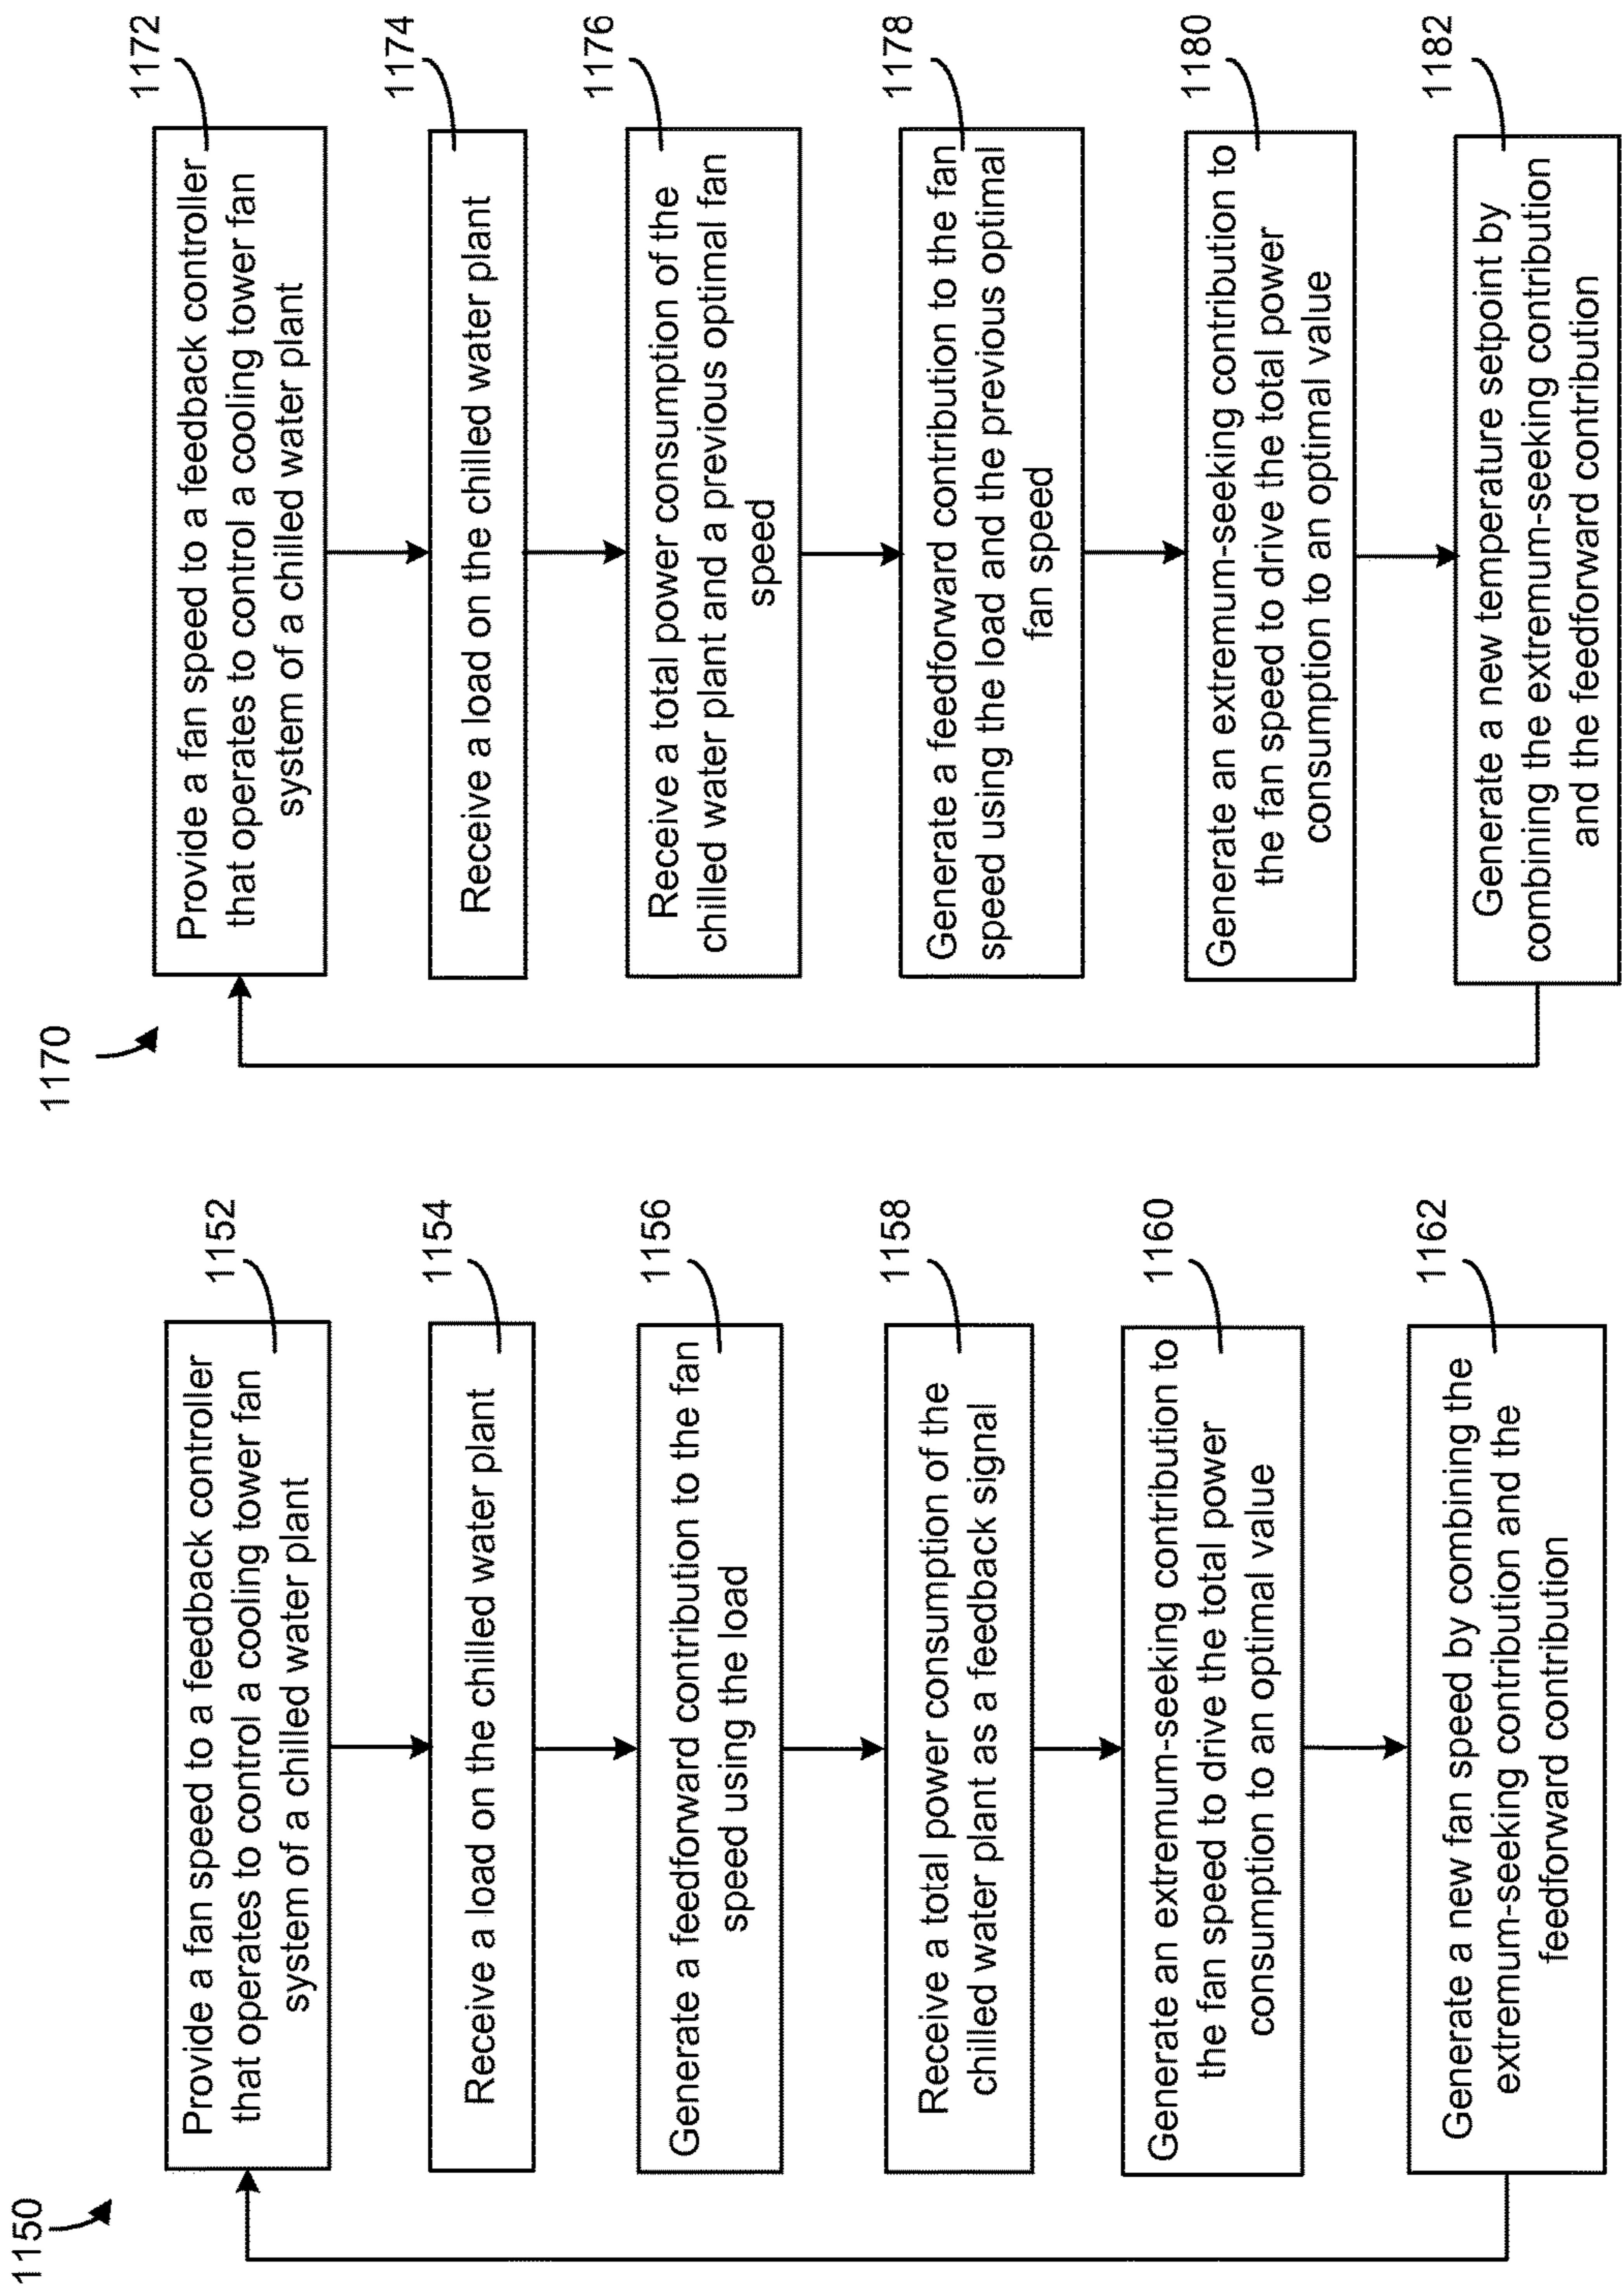 1150
1152
Provide a fan speed to a feedback controller
that operates to control a cooling tower fan
system of a chilled water plant
1154
Receive a load on the chilled water plant
1156
Generate a feedforward contribution to the fan
speed using the load
1158
Receive a total power consumption of the
chilled water plant as a feedback signal
1160
Generate an extremum-seeking contribution to
the fan speed to drive the total power
consumption to an optimal value
1162
Generate a new fan speed by combining the
extremum-seeking contribution and the
feedforward contribution
1170
1172
Provide a fan speed to a feedback controller
that operates to control a cooling tower fan
system of a chilled water plant
1174
Receive a load on the chilled water plant
1176
Receive a total power consumption of the
chilled water plant and a previous optimal fan
speed
1178
Generate a feedforward contribution to the fan
speed using the load and the previous optimal
fan speed
1180
Generate an extremum-seeking contribution to
the fan speed to drive the total power
consumption to an optimal value
1182
Generate a new temperature setpoint by
combining the extremum-seeking contribution
and the feedforward contribution